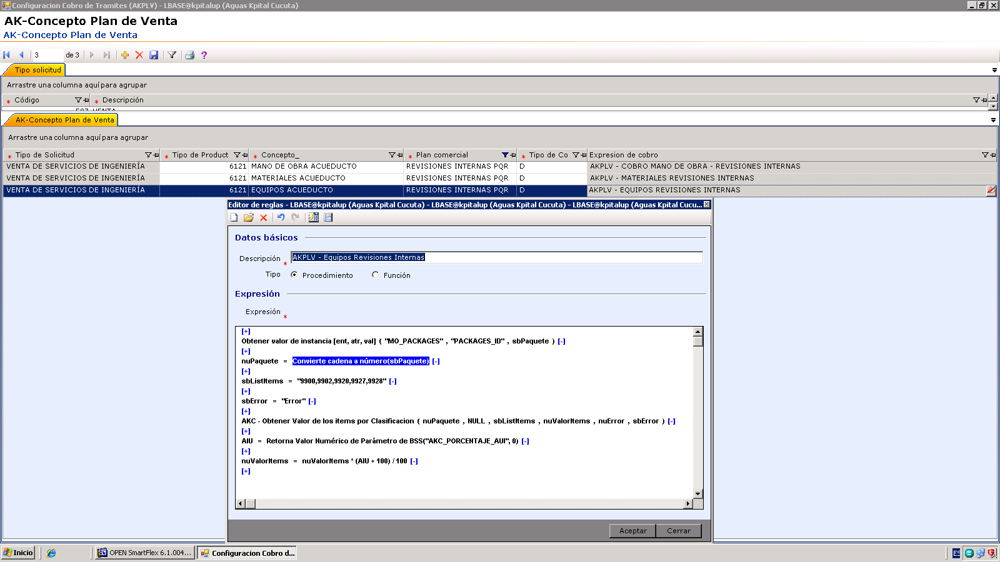 Configuracion Cobro de Tramites (AKPLV) - LBASE@kpitalup (Aguas Kpital Cucuta)
AK-Concepto Plan de Venta
AK-Concepto Plan de Venta
3 de 3
Tipo solicitud
Arrastre una columna aquí para agrupar
* Código * Descripción
AK-Concepto Plan de Venta
Arrastre una columna aquí para agrupar
* Tipo de Solicitud * Tipo de Product * Concepto_ * Plan comercial * Tipo de Co Expresion de cobro
VENTA DE SERVICIOS DE INGENIERÍA 6121 MANO DE OBRA ACUEDUCTO REVISIONES INTERNAS PQR D AKPLV - COBRO MANO DE OBRA - REVISIONES INTERNAS
VENTA DE SERVICIOS DE INGENIERÍA 6121 MATERIALES ACUEDUCTO REVISIONES INTERNAS PQR D AKPLV - MATERIALES REVISIONES INTERNAS
VENTA DE SERVICIOS DE INGENIERÍA 6121 EQUIPOS ACUEDUCTO REVISIONES INTERNAS PQR D AKPLV - EQUIPOS REVISIONES INTERNAS
Editor de reglas - LBASE@kpitalup (Aguas Kpital Cucuta) - LBASE@kpitalup (Aguas Kpital Cucuta) - LBASE@kpitalup (Aguas Kpital Cucu...
Datos básicos
Descripción * AKPLV - Equipos Revisiones Internas
Tipo Procedimiento Función
Expresión
Expresión *
[+]
Obtener valor de instancia [ent, atr, val] ( "MO_PACKAGES" , "PACKAGES_ID" , sbPaquete ) [-]
[+]
nuPaquete = Convierte cadena a número(sbPaquete) [-]
[+]
sbListItems = "9900,9902,9920,9927,9928" [-]
[+]
sbError = "Error" [-]
[+]
AKC - Obtener Valor de los items por Clasificacion ( nuPaquete , NULL , sbListItems , nuValorItems , nuError , sbError ) [-]
[+]
AIU = Retorna Valor Numérico de Parámetro de BSS("AKC_PORCENTAJE_AUI", 0) [-]
[+]
nuValorItems = nuValorItems * (AIU + 100) / 100 [-]
[+]
Aceptar Cerrar
Inicio OPEN SmartFlex 6.1.004... Configuracion Cobro d... ES